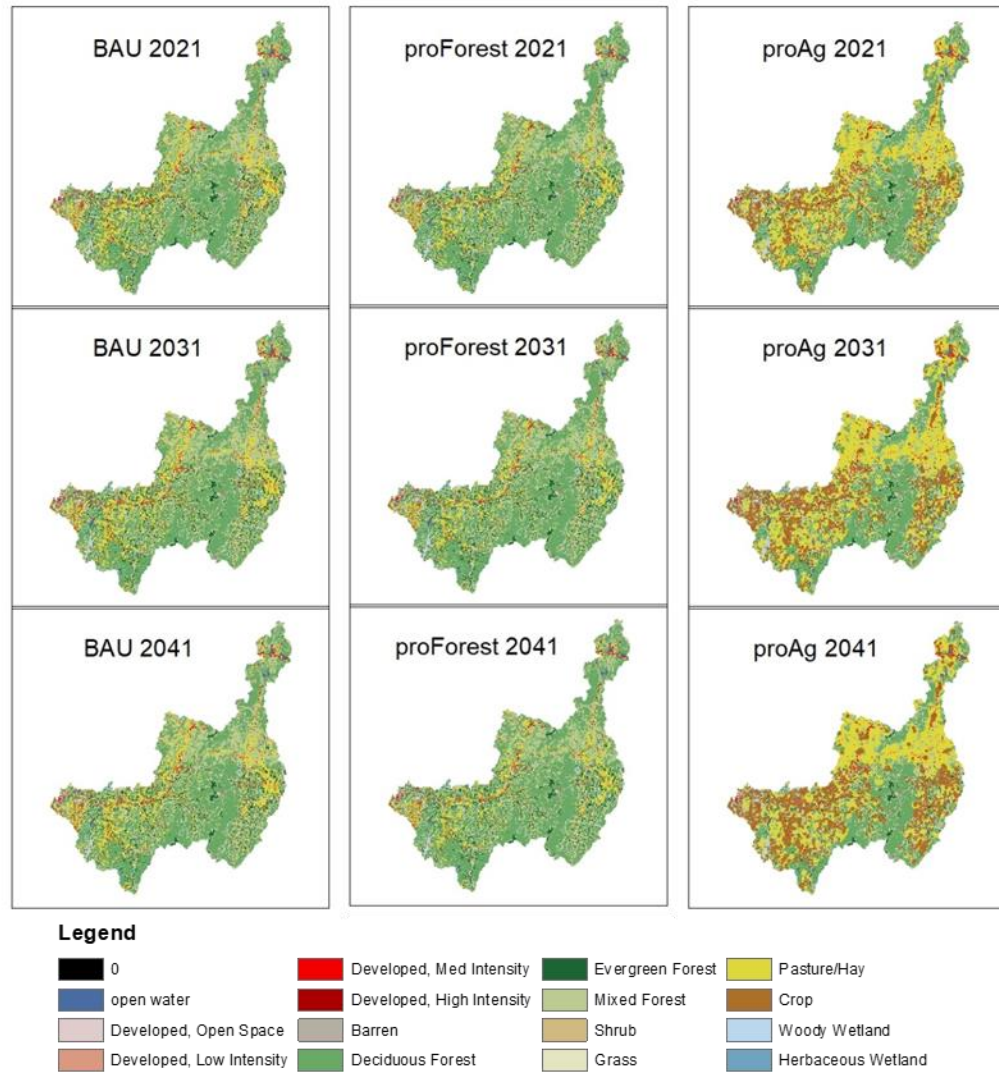 BAU 2021
proForest 2021
proAg 2021
BAU 2031
proForest 2031
proAg 2031
BAU 2041
proForest 2041
proAg 2041
Legend
0
Developed, Med Intensity
Evergreen Forest
Pasture/Hay
open water
Developed, High Intensity
Mixed Forest
Crop
Developed, Open Space
Barren
Shrub
Woody Wetland
Developed, Low Intensity
Deciduous Forest
Grass
Herbaceous Wetland